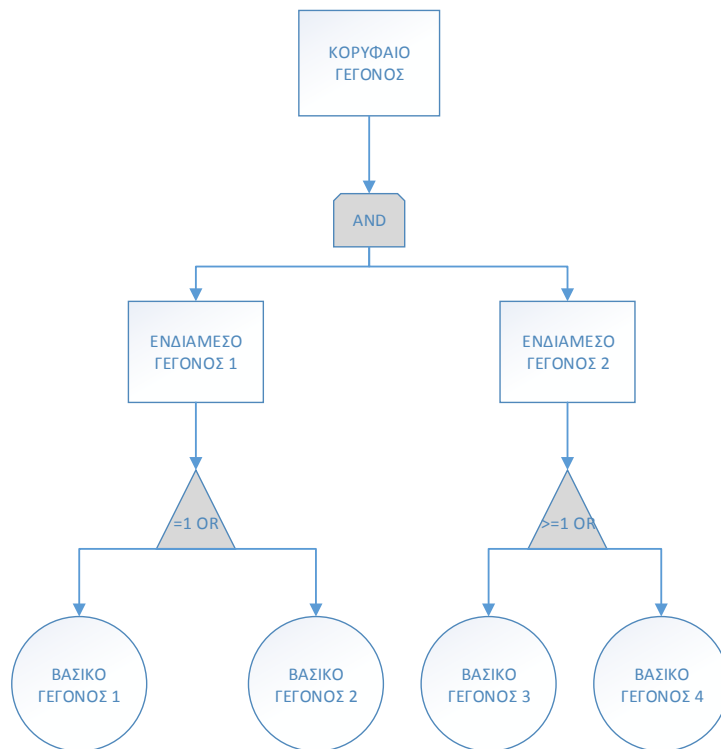 ΚΟΡΥΦΑΙΟ
ΓΕΓΟΝΟΣ
AND
ΕΝΔΙΑΜΕΣΟ
ΓΕΓΟΝΟΣ 1
ΕΝΔΙΑΜΕΣΟ
ΓΕΓΟΝΟΣ 2
=1 OR
>=1 OR
ΒΑΣΙΚΟ
ΓΕΓΟΝΟΣ 1
ΒΑΣΙΚΟ
ΓΕΓΟΝΟΣ 2
ΒΑΣΙΚΟ
ΓΕΓΟΝΟΣ 3
ΒΑΣΙΚΟ
ΓΕΓΟΝΟΣ 4